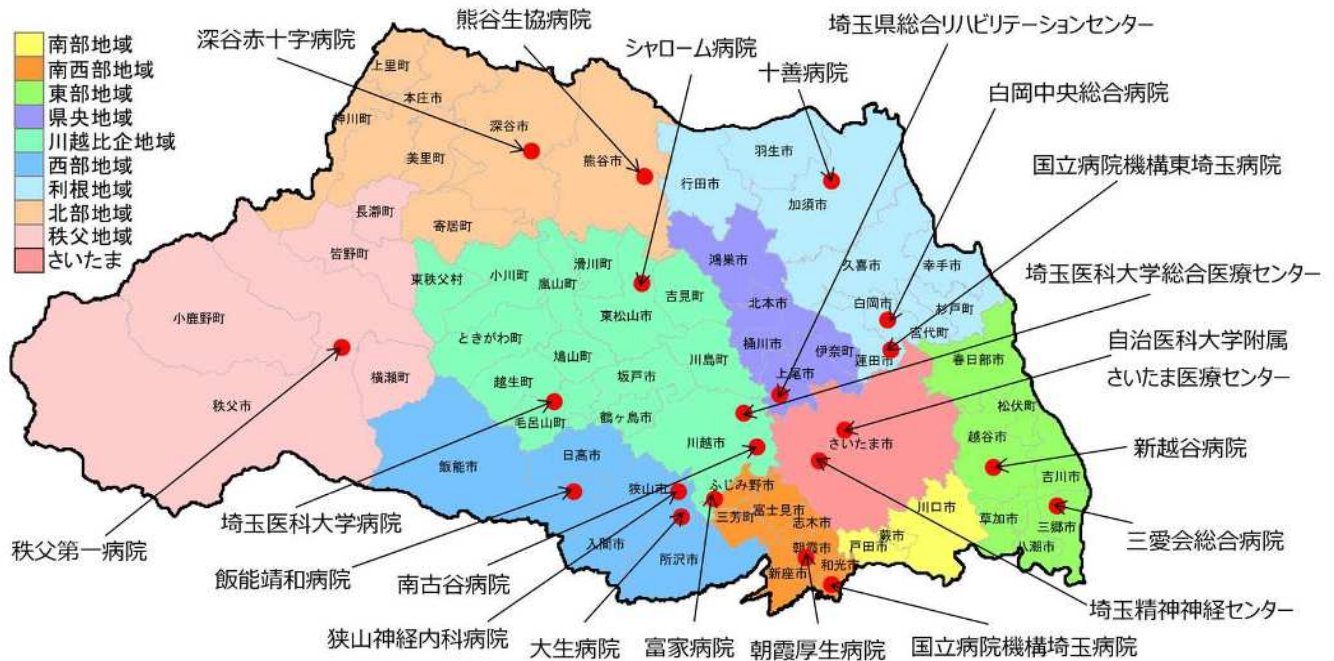 南部地域
南西部地域
東部地域
県央地域
川越比企地域
西部地域
利根地域
北部地域
秩父地域
さいたま
深谷赤十字病院
熊谷生協病院
シャローム病院
埼玉県総合リハビリテーションセンター
十善病院
白岡中央総合病院
国立病院機構東埼玉病院
埼玉医科大学総合医療センター
自治医科大学附属
さいたま医療センター
新越谷病院
三愛会総合病院
埼玉精神神経センター
国立病院機構埼玉病院
朝霞厚生病院
富家病院
大生病院
狭山神経内科病院
南古谷病院
飯能靖和病院
埼玉医科大学病院
秩父第一病院
上里町
本庄市
神川町
深谷市
美里町
熊谷市
寄居町
長瀞町
皆野町
小鹿野町
秩父市
横瀬町
東秩父村
小川町
嵐山町
滑川町
吉見町
東松山市
ときがわ町
鳩山町
川島町
越生町
坂戸市
毛呂山町
鶴ヶ島市
川越市
飯能市
日高市
狭山市
入間市
所沢市
ふじみ野市
富士見市
三芳町
志木市
朝霞市
新座市
和光市
戸田市
蕨市
川口市
さいたま市
鴻巣市
北本市
桶川市
伊奈町
上尾市
行田市
羽生市
加須市
久喜市
幸手市
白岡市
杉戸町
宮代町
蓮田市
春日部市
松伏町
越谷市
吉川市
草加市
三郷市
八潮市